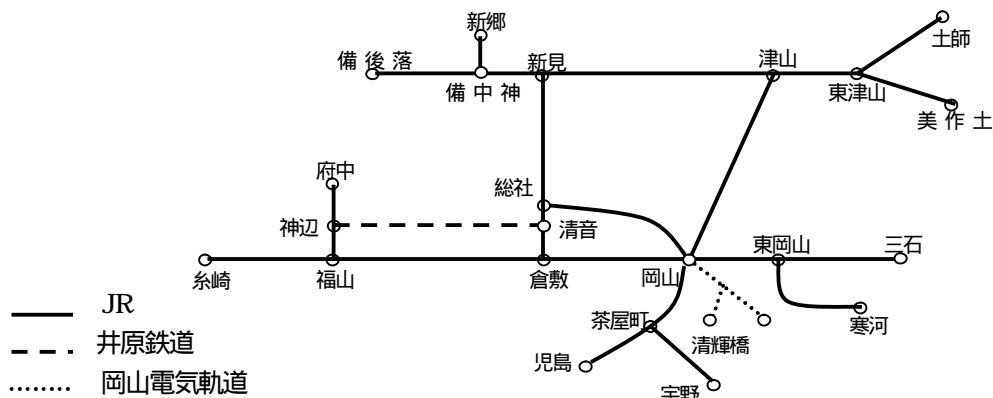 新郷
土師
備 後 落
新見
津山
備 中 神
東津山
美 作 土
府中
総社
神辺
清音
東岡山
三石
糸崎
福山
倉敷
岡山
JR
茶屋町
寒河
井原鉄道
清輝橋
児島
岡山電気軌道
宇野